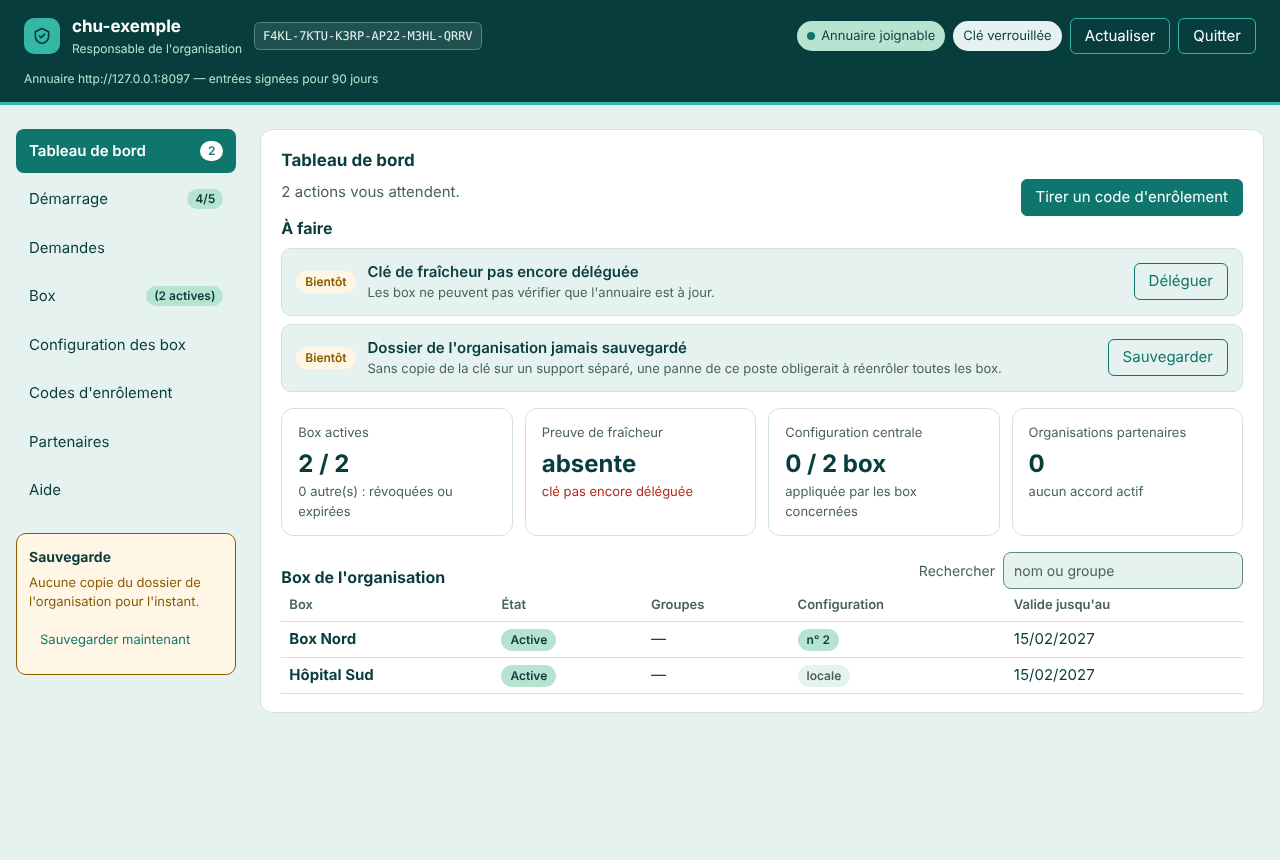 chu-exemple
Responsable de l'organisation
F4KL-7KTU-K3RP-AP22-M3HL-QRRV
Annuaire joignable
Clé verrouillée
Actualiser
Quitter
Annuaire http://127.0.0.1:8097 — entrées signées pour 90 jours
Tableau de bord 2
Démarrage 4/5
Demandes
Box (2 actives)
Configuration des box
Codes d'enrôlement
Partenaires
Aide
Sauvegarde
Aucune copie du dossier de
l'organisation pour l'instant.
Sauvegarder maintenant
Tableau de bord
2 actions vous attendent.
Tirer un code d'enrôlement
À faire
Bientôt
Clé de fraîcheur pas encore déléguée
Les box ne peuvent pas vérifier que l'annuaire est à jour.
Déléguer
Bientôt
Dossier de l'organisation jamais sauvegardé
Sans copie de la clé sur un support séparé, une panne de ce poste obligerait à réenrôler toutes les box.
Sauvegarder
Box actives
2 / 2
0 autre(s) : révoquées ou
expirées
Preuve de fraîcheur
absente
clé pas encore déléguée
Configuration centrale
0 / 2 box
appliquée par les box
concernées
Organisations partenaires
0
aucun accord actif
Box de l'organisation
Rechercher nom ou groupe
Box État Groupes Configuration Valide jusqu'au
Box Nord Active — n° 2 15/02/2027
Hôpital Sud Active — locale 15/02/2027